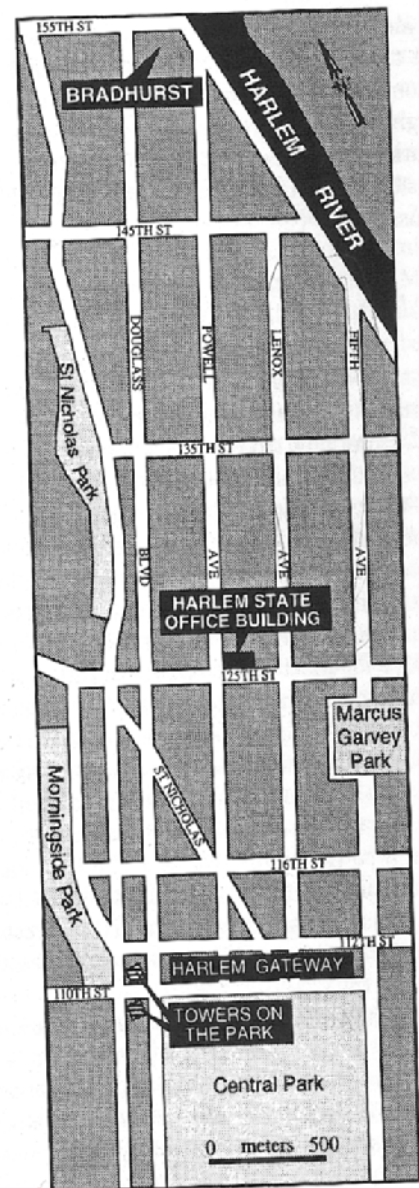 155TH ST
BRADHURST
HARLEM
RIVER
145TH ST
DOUGLASS
POWELL
LENOX
FIFTH
St Nicholas Park
135TH ST
BLVD
AVE
AVE
AVE
HARLEM STATE
OFFICE BUILDING
125TH ST
Marcus
Garvey
Park
ST NICHOLAS
Morningside Park
116TH ST
112TH ST
HARLEM GATEWAY
110TH ST
TOWERS ON
THE PARK
Central Park
0 meters 500